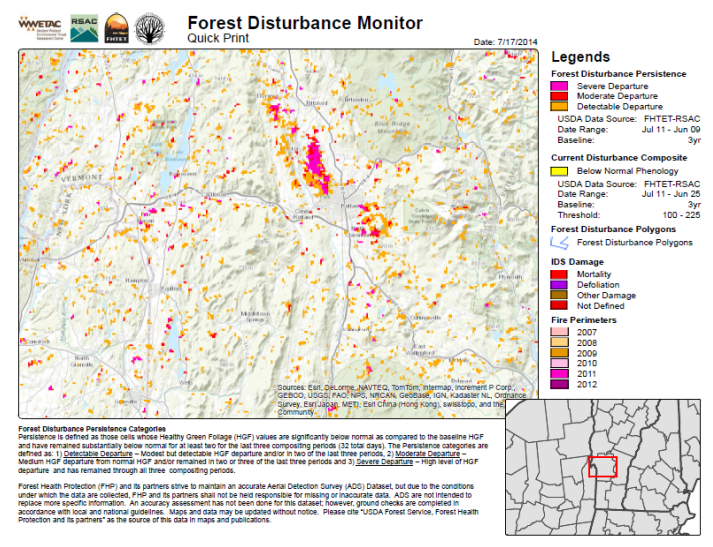 WWETAC
RSAC
FHTET
Forest Disturbance Monitor
Quick Print
Date: 7/17/2014
Legends
Forest Disturbance Persistence
Severe Departure
Moderate Departure
Detectable Departure
USDA Data Source: FHTET-RSAC
Date Range: Jul 11 - Jun 09
Baseline: 3yr
Current Disturbance Composite
Below Normal Phenology
USDA Data Source: FHTET-RSAC
Date Range: Jul 11 - Jun 25
Baseline: 3yr
Threshold: 100 - 225
Forest Disturbance Polygons
Forest Disturbance Polygons
IDS Damage
Mortality
Defoliation
Other Damage
Not Defined
Fire Perimeters
2007
2008
2009
2010
2011
2012
VERMONT
Hampton
Poultney
Middletown
Springs
North
Granville
East
Wallingford
Plymouth
Sources: Esri, DeLorme, NAVTEQ, TomTom, Intermap, increment P Corp.,
GEBCO, USGS, FAO, NPS, NRCAN, GeoBase, IGN, Kadaster NL, Ordnance
Survey, Esri Japan, METI, Esri China (Hong Kong), swisstopo, and the
Community
Forest Disturbance Persistence Categories
Persistence is defined as those cells whose Healthy Green Foliage (HGF) values are significantly below normal as compared to the baseline HGF
and have remained substantially below normal for at least two for the last three compositing periods (32 total days). The Persistence categories are
defined as: 1) Detectable Departure – Modest but detectable HGF departure and/or in two of the last three periods, 2) Moderate Departure –
Medium HGF departure from normal HGF and/or remained in two or three of the last three periods and 3) Severe Departure – High level of HGF
departure and has remained through all three compositing periods.
Forest Health Protection (FHP) and its partners strive to maintain an accurate Aerial Detection Survey (ADS) Dataset, but due to the conditions
under which the data are collected, FHP and its partners shall not be held responsible for missing or inaccurate data. ADS are not intended to
replace more specific information. An accuracy assessment has not been done for this dataset; however, ground checks are completed in
accordance with local and national guidelines. Maps and data may be updated without notice. Please cite "USDA Forest Service, Forest Health
Protection and its partners" as the source of this data in maps and publications.